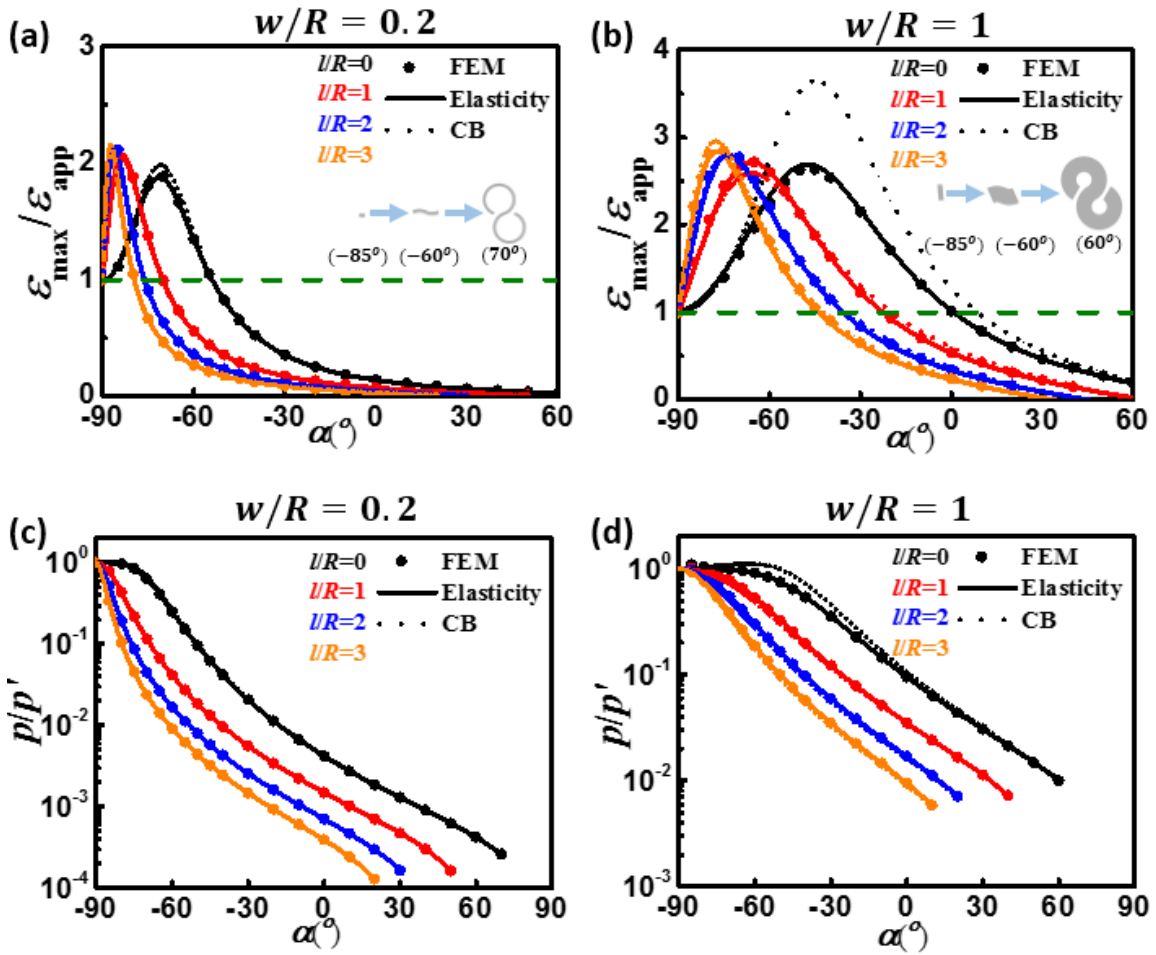 (a)
w/R = 0.2
3
2
1
0
ε_max/ε_app
l/R=0
FEM
l/R=1
Elasticity
l/R=2
CB
l/R=3
(−85°) (−60°) (70°)
-90 -60 -30 0 30 60
α(°)
(b)
w/R = 1
4
3
2
1
0
ε_max/ε_app
l/R=0
FEM
l/R=1
Elasticity
l/R=2
CB
l/R=3
(−85°) (−60°) (60°)
-90 -60 -30 0 30 60
α(°)
(c)
w/R = 0.2
10⁰
10⁻¹
10⁻²
10⁻³
10⁻⁴
p/p'
l/R=0
FEM
l/R=1
Elasticity
l/R=2
CB
l/R=3
-90 -60 -30 0 30 60 90
α(°)
(d)
w/R = 1
10⁰
10⁻¹
10⁻²
10⁻³
p/p'
l/R=0
FEM
l/R=1
Elasticity
l/R=2
CB
l/R=3
-90 -60 -30 0 30 60 90
α(°)